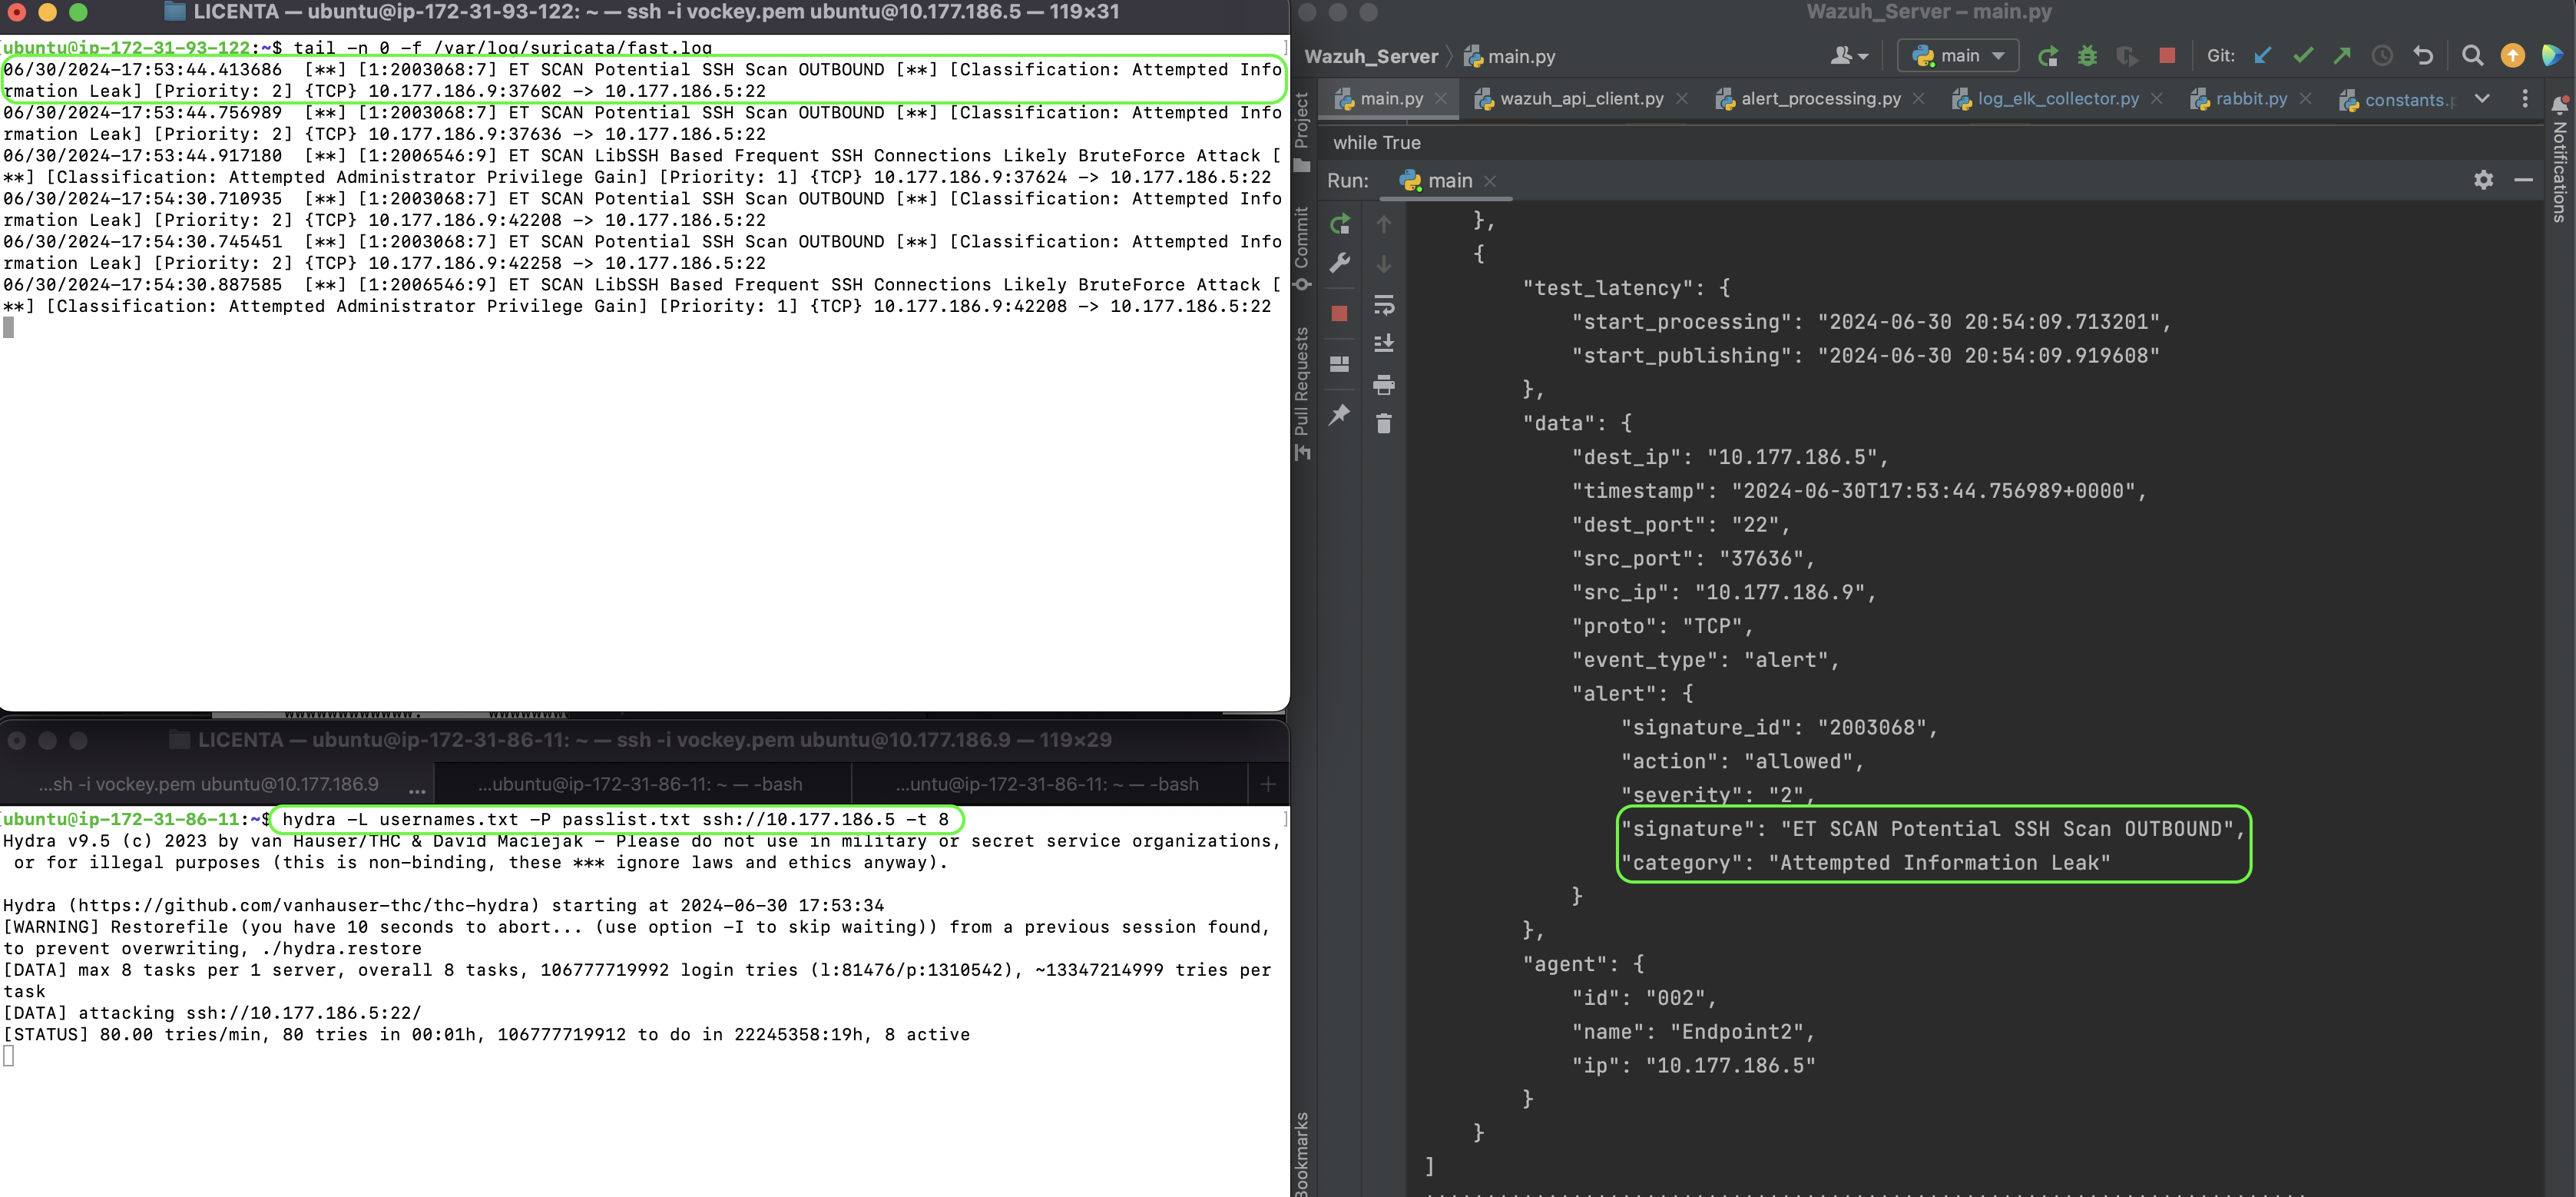 LICENTA — ubuntu@ip-172-31-93-122: ~ — ssh -i vockey.pem ubuntu@10.177.186.5 — 119×31
ubuntu@ip-172-31-93-122:~$ tail -n 0 -f /var/log/suricata/fast.log
06/30/2024-17:53:44.413686  [**] [1:2003068:7] ET SCAN Potential SSH Scan OUTBOUND [**] [Classification: Attempted Info
rmation Leak] [Priority: 2] {TCP} 10.177.186.9:37602 -> 10.177.186.5:22
06/30/2024-17:53:44.756989  [**] [1:2003068:7] ET SCAN Potential SSH Scan OUTBOUND [**] [Classification: Attempted Info
rmation Leak] [Priority: 2] {TCP} 10.177.186.9:37636 -> 10.177.186.5:22
06/30/2024-17:53:44.917180  [**] [1:2006546:9] ET SCAN LibSSH Based Frequent SSH Connections Likely BruteForce Attack [
**] [Classification: Attempted Administrator Privilege Gain] [Priority: 1] {TCP} 10.177.186.9:37624 -> 10.177.186.5:22
06/30/2024-17:54:30.710935  [**] [1:2003068:7] ET SCAN Potential SSH Scan OUTBOUND [**] [Classification: Attempted Info
rmation Leak] [Priority: 2] {TCP} 10.177.186.9:42208 -> 10.177.186.5:22
06/30/2024-17:54:30.745451  [**] [1:2003068:7] ET SCAN Potential SSH Scan OUTBOUND [**] [Classification: Attempted Info
rmation Leak] [Priority: 2] {TCP} 10.177.186.9:42258 -> 10.177.186.5:22
06/30/2024-17:54:30.887585  [**] [1:2006546:9] ET SCAN LibSSH Based Frequent SSH Connections Likely BruteForce Attack [
**] [Classification: Attempted Administrator Privilege Gain] [Priority: 1] {TCP} 10.177.186.9:42208 -> 10.177.186.5:22
LICENTA — ubuntu@ip-172-31-86-11: ~ — ssh -i vockey.pem ubuntu@10.177.186.9 — 119×29
...sh -i vockey.pem ubuntu@10.177.186.9 ...
...ubuntu@ip-172-31-86-11: ~ — -bash
...untu@ip-172-31-86-11: ~ — -bash
+
ubuntu@ip-172-31-86-11:~$ hydra -L usernames.txt -P passlist.txt ssh://10.177.186.5 -t 8
Hydra v9.5 (c) 2023 by van Hauser/THC & David Maciejak - Please do not use in military or secret service organizations,
 or for illegal purposes (this is non-binding, these *** ignore laws and ethics anyway).
Hydra (https://github.com/vanhauser-thc/thc-hydra) starting at 2024-06-30 17:53:34
[WARNING] Restorefile (you have 10 seconds to abort... (use option -I to skip waiting)) from a previous session found,
to prevent overwriting, ./hydra.restore
[DATA] max 8 tasks per 1 server, overall 8 tasks, 106777719992 login tries (l:81476/p:1310542), ~13347214999 tries per
task
[DATA] attacking ssh://10.177.186.5:22/
[STATUS] 80.00 tries/min, 80 tries in 00:01h, 106777719912 to do in 22245358:19h, 8 active
Wazuh_Server – main.py
Wazuh_Server
main.py
main
Git:
main.py
wazuh_api_client.py
alert_processing.py
log_elk_collector.py
rabbit.py
constants.p
while True
Run:
main
Project
Commit
Pull Requests
Bookmarks
Notifications
},
{
"test_latency": {
"start_processing": "2024-06-30 20:54:09.713201",
"start_publishing": "2024-06-30 20:54:09.919608"
},
"data": {
"dest_ip": "10.177.186.5",
"timestamp": "2024-06-30T17:53:44.756989+0000",
"dest_port": "22",
"src_port": "37636",
"src_ip": "10.177.186.9",
"proto": "TCP",
"event_type": "alert",
"alert": {
"signature_id": "2003068",
"action": "allowed",
"severity": "2",
"signature": "ET SCAN Potential SSH Scan OUTBOUND",
"category": "Attempted Information Leak"
}
},
"agent": {
"id": "002",
"name": "Endpoint2",
"ip": "10.177.186.5"
}
}
]